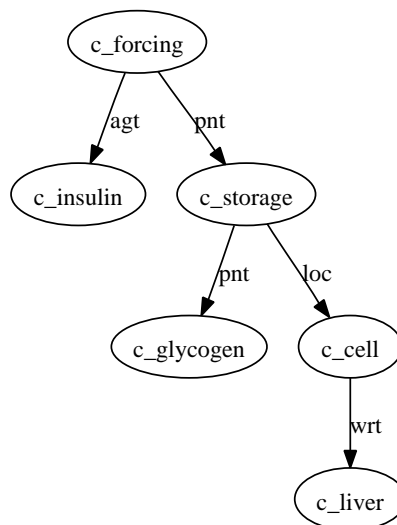 c_forcing
agt
pnt
c_insulin
c_storage
pnt
loc
c_glycogen
c_cell
wrt
c_liver